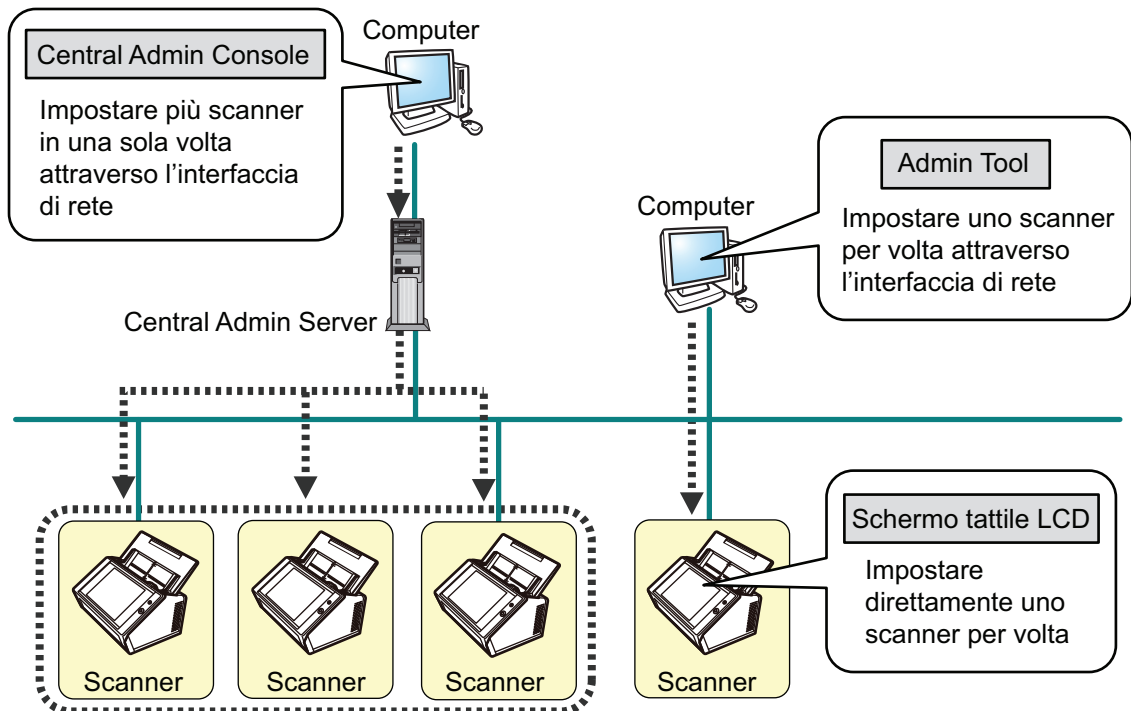 Computer
Central Admin Console
Impostare più scanner
in una sola volta
attraverso l’interfaccia
di rete
Central Admin Server
Computer
Admin Tool
Impostare uno scanner
per volta attraverso
l’interfaccia di rete
Schermo tattile LCD
Impostare
direttamente uno
scanner per volta
Scanner
Scanner
Scanner
Scanner